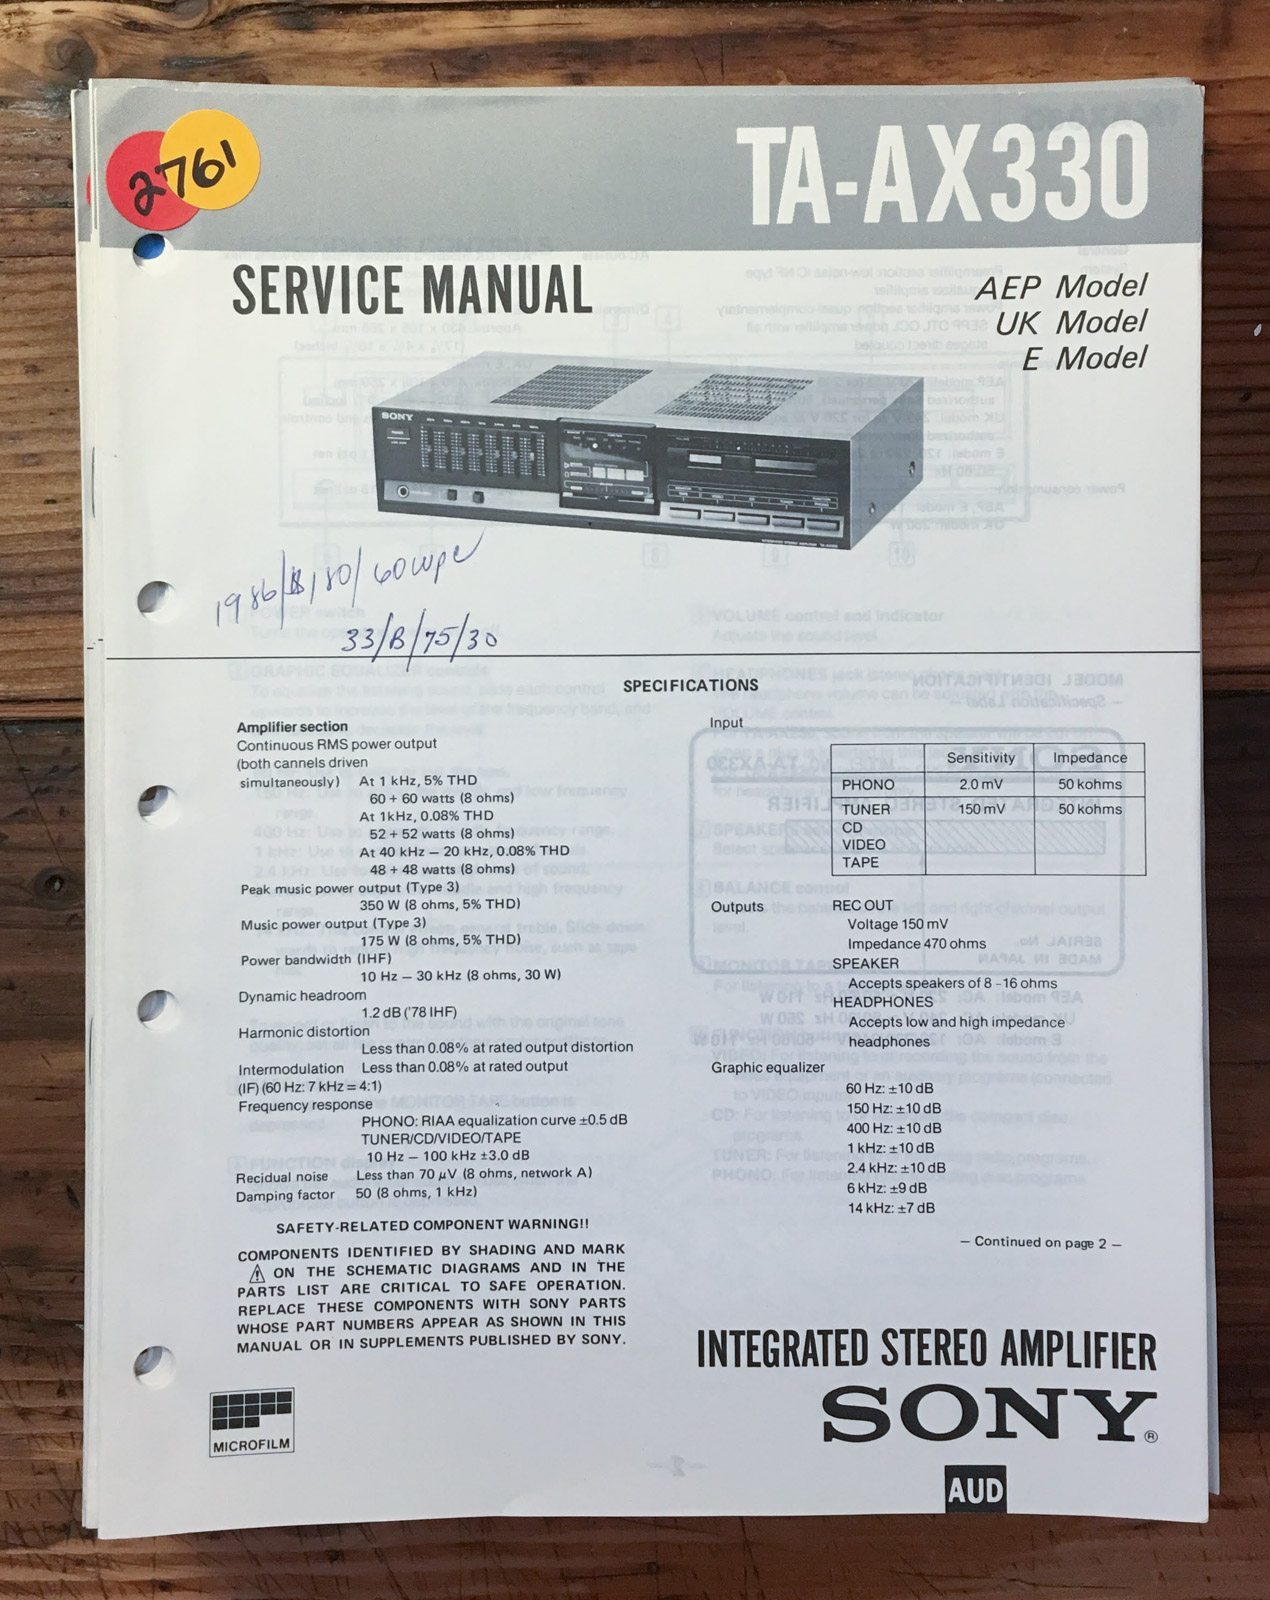 2761
TA-AX330
SERVICE MANUAL
AEP Model
UK Model
E Model
SONY
1986/$180/60wpc
33/B/75/30
SPECIFICATIONS
Amplifier section
Continuous RMS power output
(both channels driven
simultaneously) At 1 kHz, 5% THD
60 + 60 watts (8 ohms)
At 1kHz, 0.08% THD
52 + 52 watts (8 ohms)
At 40 kHz – 20 kHz, 0.08% THD
48 + 48 watts (8 ohms)
Peak music power output (Type 3)
350 W (8 ohms, 5% THD)
Music power output (Type 3)
175 W (8 ohms, 5% THD)
Power bandwidth (IHF)
10 Hz – 30 kHz (8 ohms, 30 W)
Dynamic headroom
1.2 dB ('78 IHF)
Harmonic distortion
Less than 0.08% at rated output distortion
Intermodulation Less than 0.08% at rated output
(IF) (60 Hz: 7 kHz = 4:1)
Frequency response
PHONO: RIAA equalization curve ±0.5 dB
TUNER/CD/VIDEO/TAPE
10 Hz – 100 kHz ±3.0 dB
Recidual noise Less than 70 µV (8 ohms, network A)
Damping factor 50 (8 ohms, 1 kHz)
SAFETY-RELATED COMPONENT WARNING!!
COMPONENTS IDENTIFIED BY SHADING AND MARK
⚠ ON THE SCHEMATIC DIAGRAMS AND IN THE
PARTS LIST ARE CRITICAL TO SAFE OPERATION.
REPLACE THESE COMPONENTS WITH SONY PARTS
WHOSE PART NUMBERS APPEAR AS SHOWN IN THIS
MANUAL OR IN SUPPLEMENTS PUBLISHED BY SONY.
MICROFILM
Input
Sensitivity Impedance
PHONO 2.0 mV 50 kohms
TUNER 150 mV 50 kohms
CD
VIDEO
TAPE
Outputs REC OUT
Voltage 150 mV
Impedance 470 ohms
SPEAKER
Accepts speakers of 8 - 16 ohms
HEADPHONES
Accepts low and high impedance
headphones
Graphic equalizer
60 Hz: ±10 dB
150 Hz: ±10 dB
400 Hz: ±10 dB
1 kHz: ±10 dB
2.4 kHz: ±10 dB
6 kHz: ±9 dB
14 kHz: ±7 dB
– Continued on page 2 –
INTEGRATED STEREO AMPLIFIER
SONY®
AUD